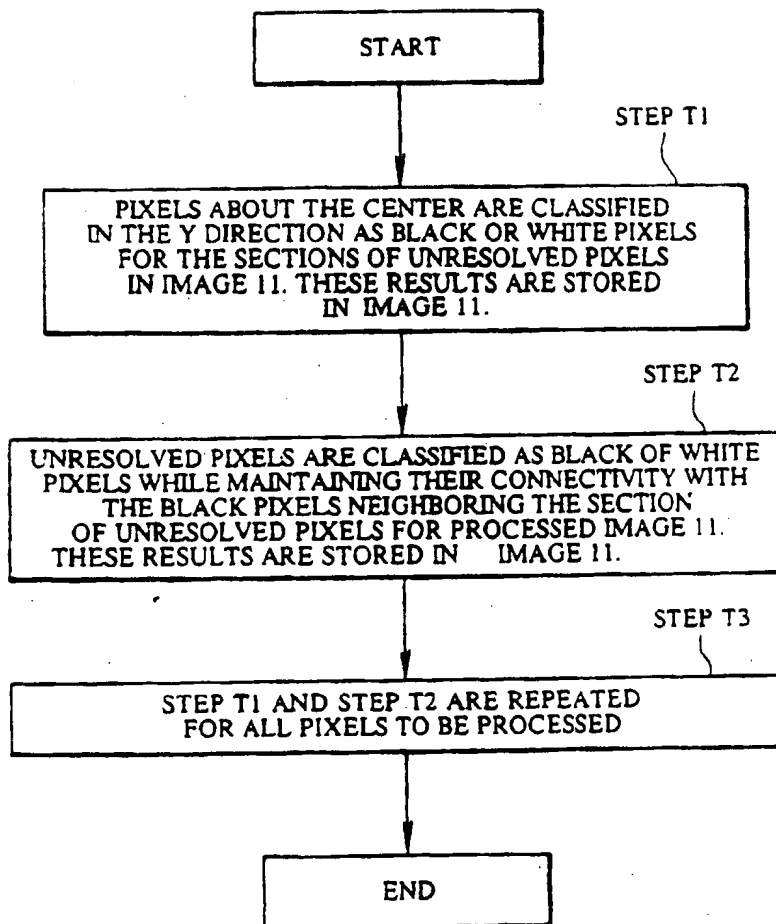 START
STEP T1
PIXELS ABOUT THE CENTER ARE CLASSIFIED
IN THE Y DIRECTION AS BLACK OR WHITE PIXELS
FOR THE SECTIONS OF UNRESOLVED PIXELS
IN IMAGE 11. THESE RESULTS ARE STORED
IN IMAGE 11.
STEP T2
UNRESOLVED PIXELS ARE CLASSIFIED AS BLACK OF WHITE
PIXELS WHILE MAINTAINING THEIR CONNECTIVITY WITH
THE BLACK PIXELS NEIGHBORING THE SECTION
OF UNRESOLVED PIXELS FOR PROCESSED IMAGE 11.
THESE RESULTS ARE STORED IN IMAGE 11.
STEP T3
STEP T1 AND STEP T2 ARE REPEATED
FOR ALL PIXELS TO BE PROCESSED
END